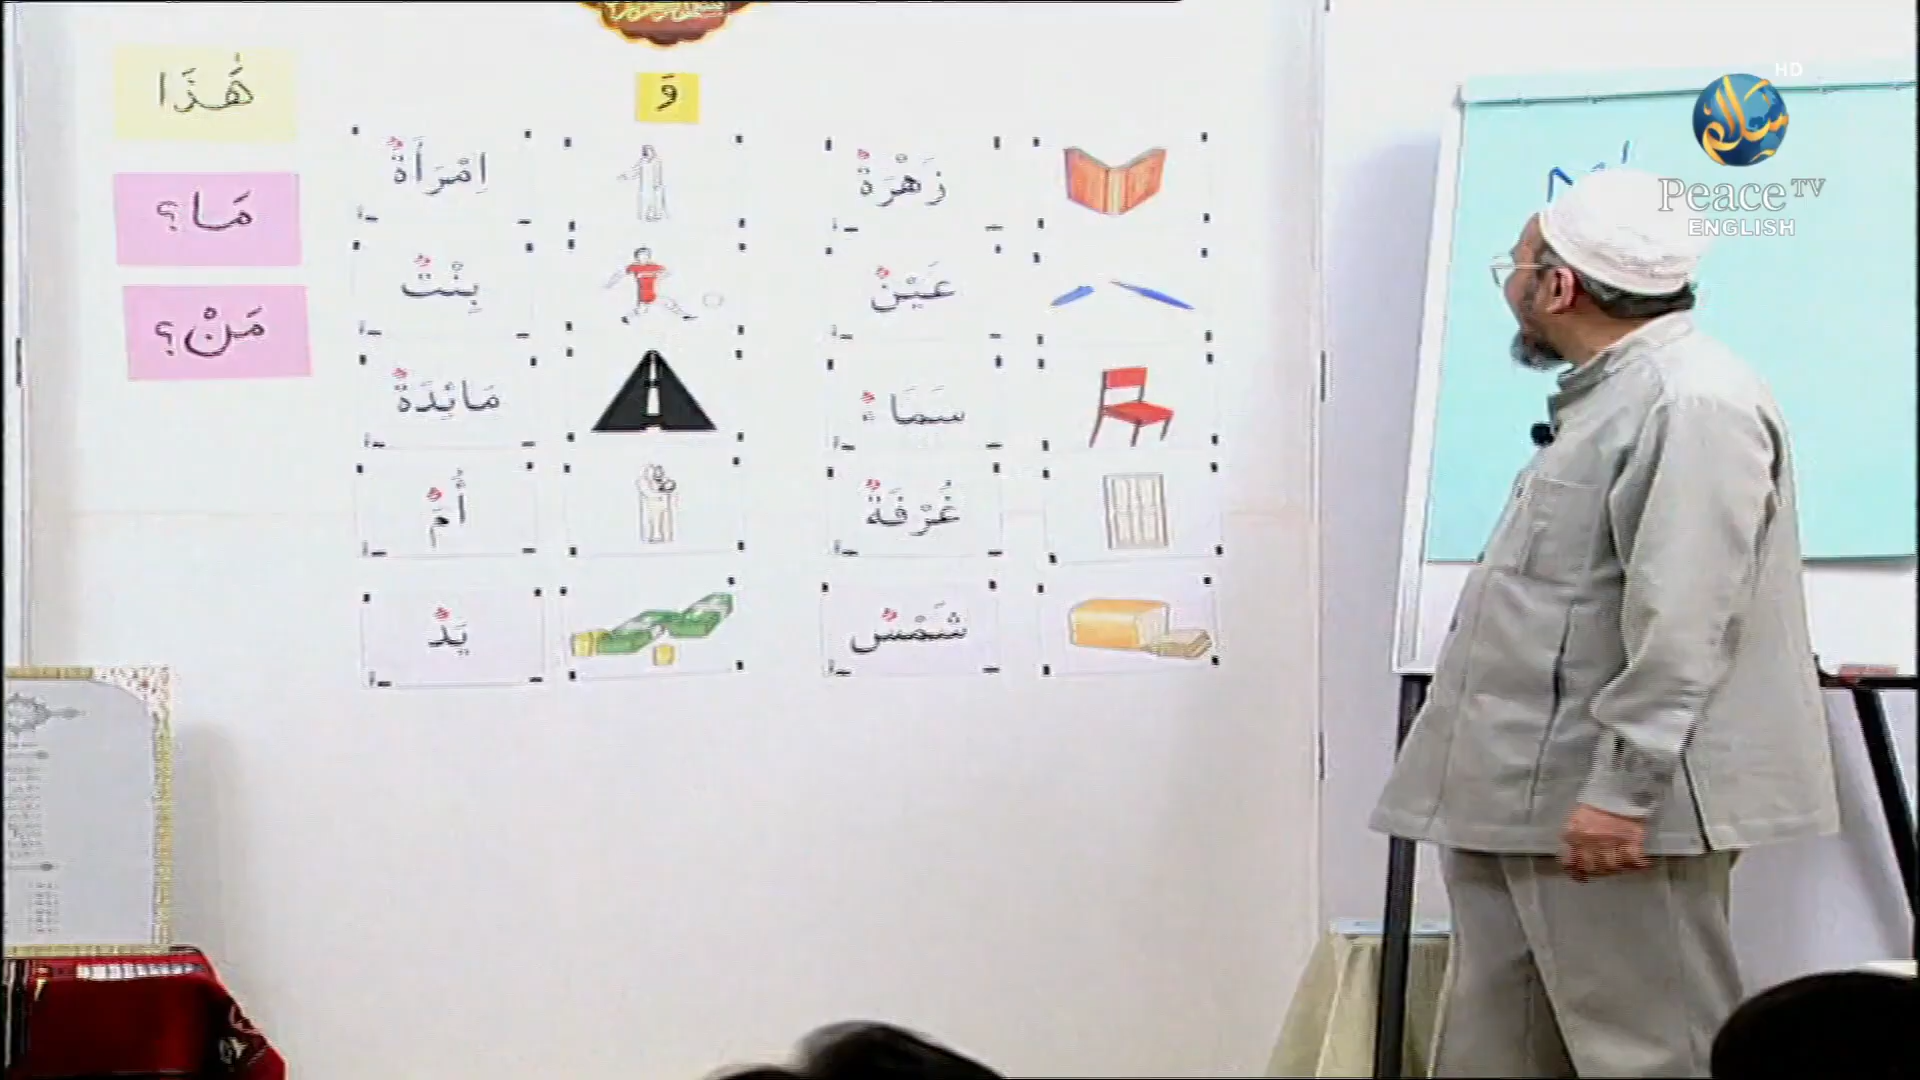 هَٰذَا
مَا؟
مَنْ؟
وَ
زَهْرَةٌ
عَيْنٌ
سَمَاءٌ
غُرْفَةٌ
شَمْسٌ
اِمْرَأَةٌ
بِنْتٌ
مَائِدَةٌ
أُمٌّ
يَدٌ
HD
Peace TV
ENGLISH